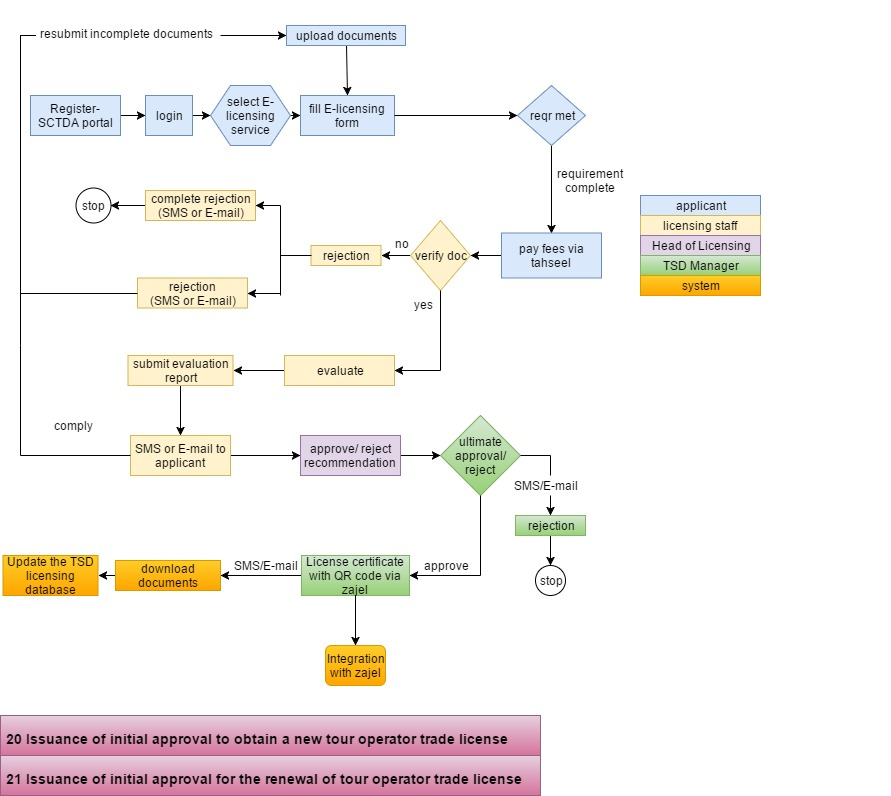 resubmit incomplete documents
upload documents
Register-
SCTDA portal
login
select E-
licensing
service
fill E-licensing
form
reqr met
requirement
complete
stop
complete rejection
(SMS or E-mail)
rejection
no
verify doc
pay fees via
tahseel
applicant
licensing staff
Head of Licensing
TSD Manager
system
rejection
(SMS or E-mail)
yes
submit evaluation
report
evaluate
comply
SMS or E-mail to
applicant
approve/ reject
recommendation
ultimate
approval/
reject
SMS/E-mail
rejection
stop
Update the TSD
licensing
database
download
documents
SMS/E-mail
License certificate
with QR code via
zajel
approve
Integration
with zajel
20 Issuance of initial approval to obtain a new tour operator trade license
21 Issuance of initial approval for the renewal of tour operator trade license